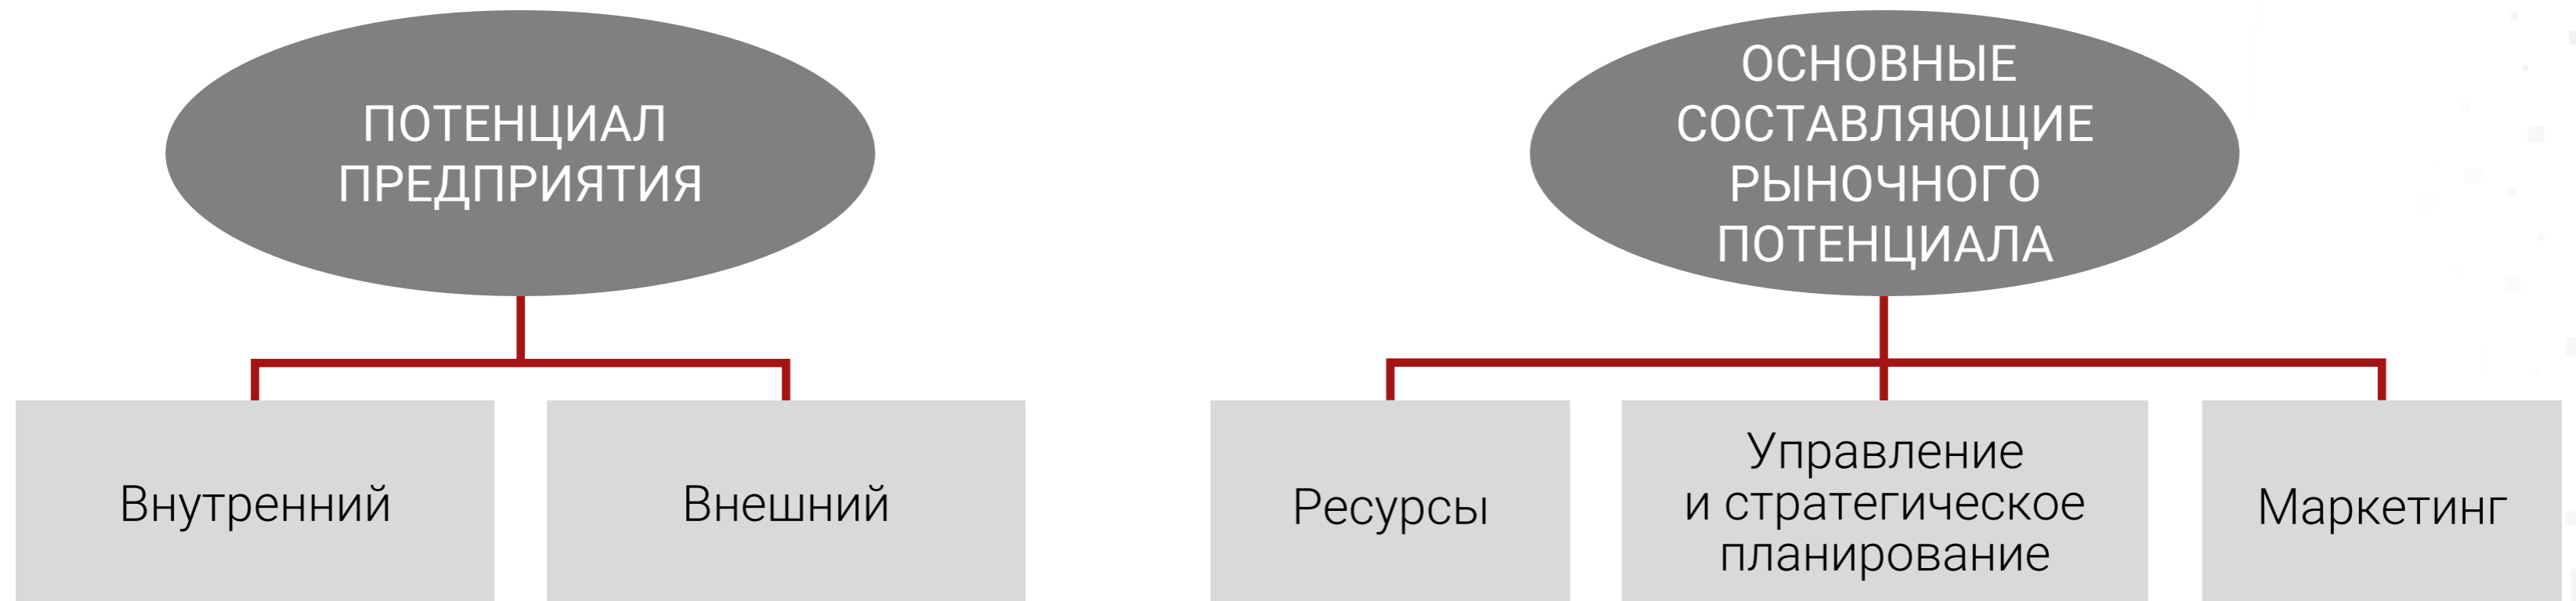 ПОТЕНЦИАЛ
ПРЕДПРИЯТИЯ
Внутренний
Внешний
ОСНОВНЫЕ
СОСТАВЛЯЮЩИЕ
РЫНОЧНОГО
ПОТЕНЦИАЛА
Ресурсы
Управление
и стратегическое
планирование
Маркетинг